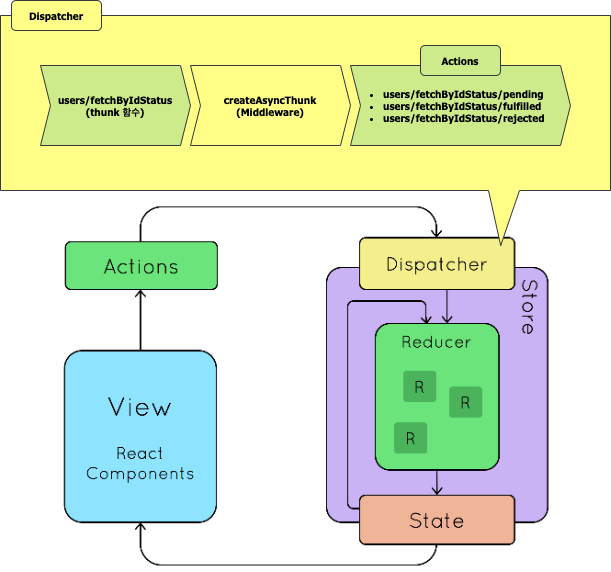 Dispatcher
users/fetchByIdStatus
(thunk 함수)
createAsyncThunk
(Middleware)
Actions
• users/fetchByIdStatus/pending
• users/fetchByIdStatus/fulfilled
• users/fetchByIdStatus/rejected
Actions
Dispatcher
Store
Reducer
R
R
R
View
React
Components
State